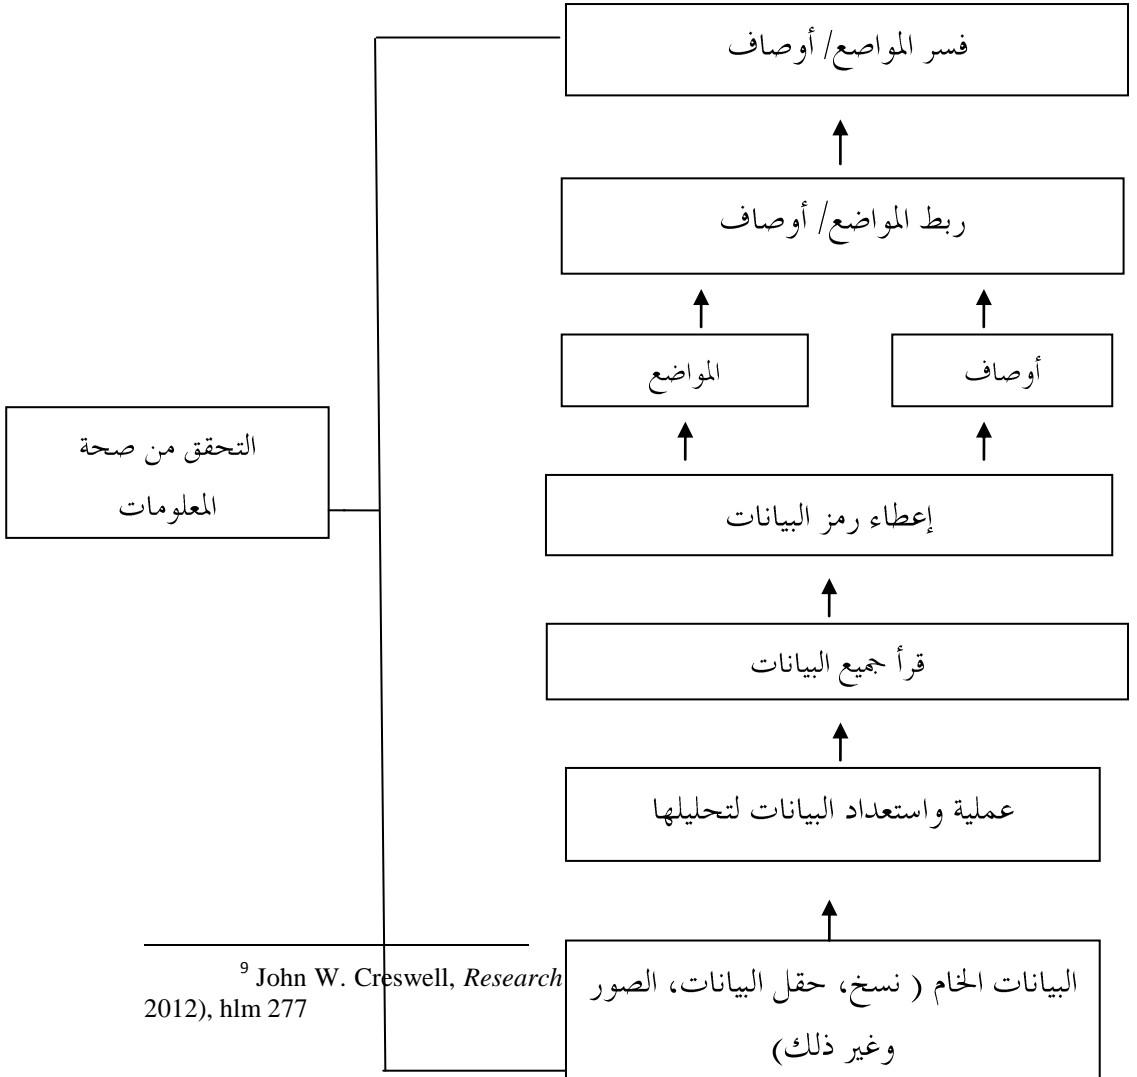 فسر المواصع/ أوصاف
ربط المواضع/ أوصاف
المواضع
أوصاف
التحقق من صحة
المعلومات
إعطاء رمز البيانات
قرأ جميع البيانات
عملية واستعداد البيانات لتحليلها
البيانات الخام ( نسخ، حقل البيانات، الصور
وغير ذلك)
9 John W. Creswell, Research
2012), hlm 277